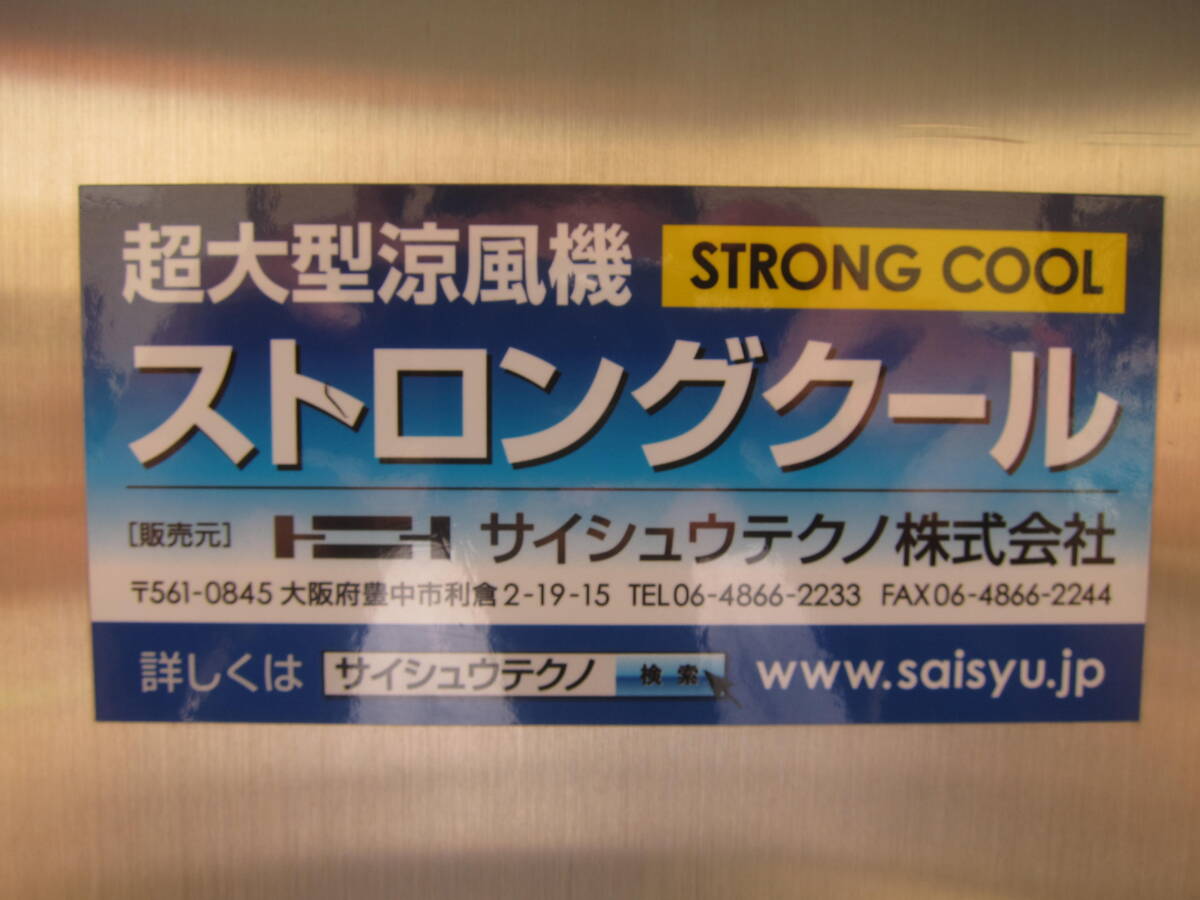 超大型涼風機 STRONG COOL
ストロングクール
[販売元] サイシュウテクノ株式会社
〒561-0845 大阪府豊中市利倉2-19-15 TEL06-4866-2233 FAX06-4866-2244
詳しくは サイシュウテクノ 検索 www.saisyu.jp